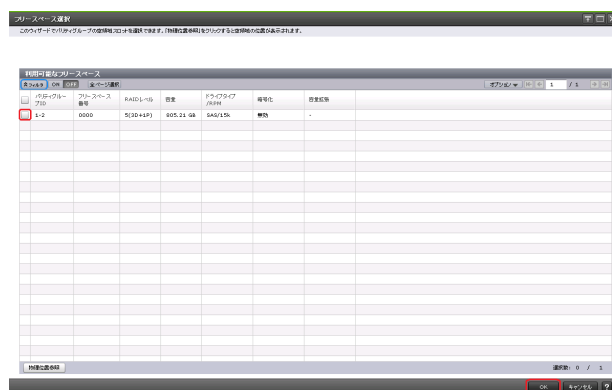 フリースペース選択
このウィザードでパリティグループの空領域スロットを選択できます。「物理位置参照」をクリックすると空領域の位置が表示されます。
利用可能なフリースペース
フィルタ ON OFF 全ページ選択 オプション 1 / 1
パリティグループID フリースペース番号 RAIDレベル 容量 ドライブタイプ/RPM 暗号化 容量拡張
1-2 0000 5(3D+1P) 805.21 GB SAS/15k 無効 -
物理位置参照 選択数: 0 / 1
OK キャンセル ?